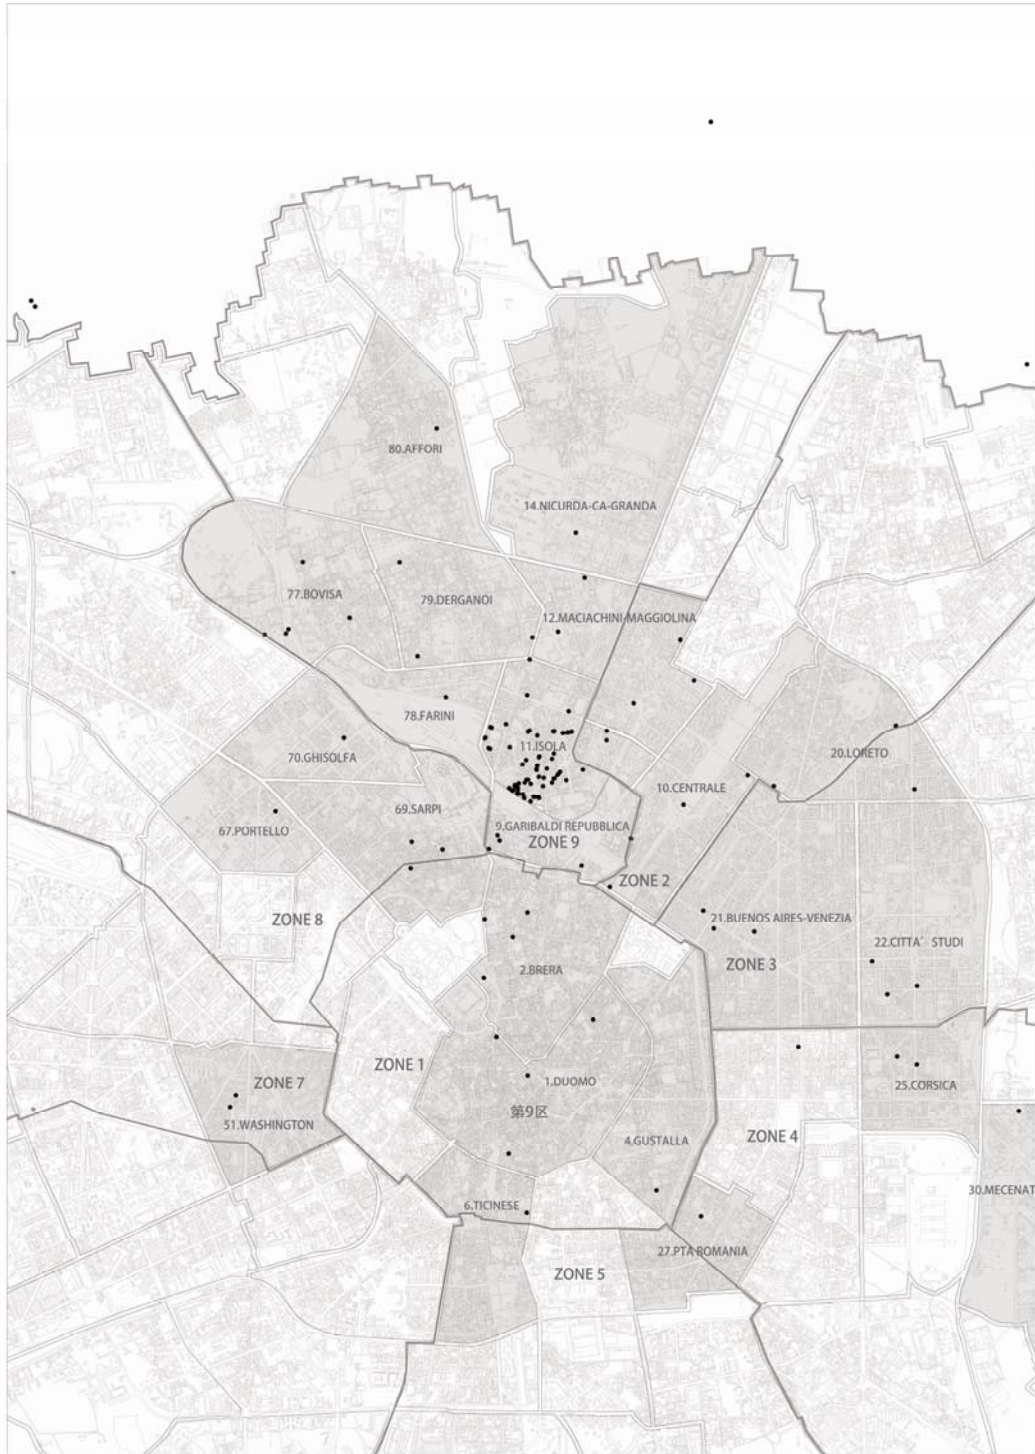 80.AFFORI
14.NICURDA-CA-GRANDA
77.BOVISA
79.DERGANOI
12.MACIACHINI-MAGGIOLINA
78.FARINI
11.ISOLA
70.GHISOLFA
20.LORETO
10.CENTRALE
69.SARPI
67.PORTELLO
9.GARIBALDI REPUBBLICA
ZONE 9
ZONE 2
ZONE 8
21.BUENOS AIRES-VENEZIA
22.CITTA' STUDI
ZONE 3
2.BRERA
ZONE 1
ZONE 7
1.DUOMO
25.CORSICA
第9区
51.WASHINGTON
4.GUSTALLA
ZONE 4
30.MECENAT
6.TICINESE
27.PTA ROMANIA
ZONE 5